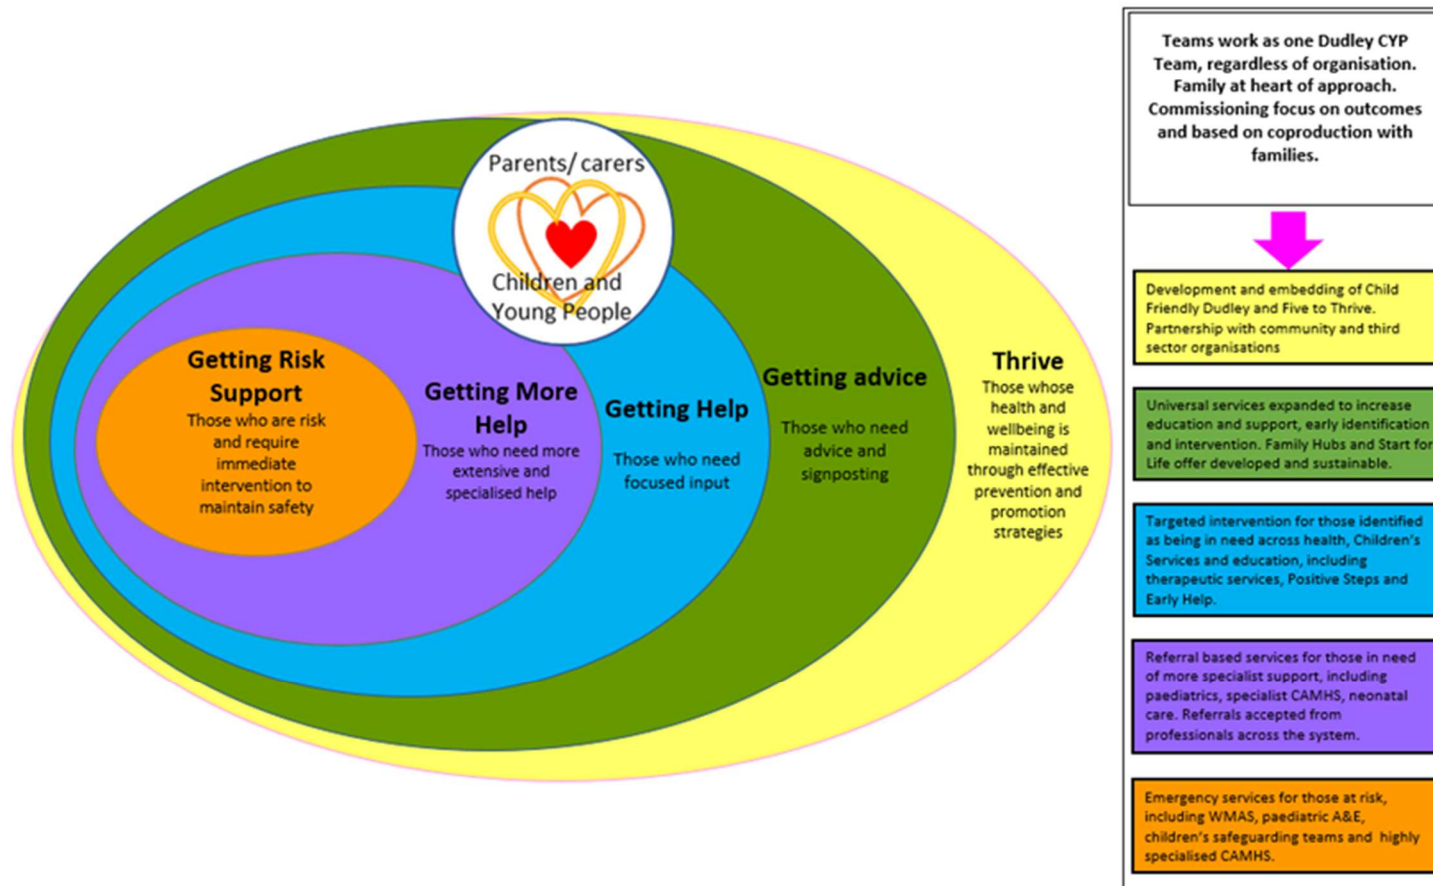 Parents/ carers
Children and
Young People
Getting Risk
Support
Those who are risk
and require
immediate
intervention to
maintain safety
Getting More
Help
Those who need more
extensive and
specialised help
Getting Help
Those who need
focused input
Getting advice
Those who need
advice and
signposting
Thrive
Those whose
health and
wellbeing is
maintained
through effective
prevention and
promotion
strategies
Teams work as one Dudley CYP
Team, regardless of organisation.
Family at heart of approach.
Commissioning focus on outcomes
and based on coproduction with
families.
Development and embedding of Child
Friendly Dudley and Five to Thrive.
Partnership with community and third
sector organisations
Universal services expanded to increase
education and support, early identification
and intervention. Family Hubs and Start for
Life offer developed and sustainable.
Targeted intervention for those identified
as being in need across health, Children's
Services and education, including
therapeutic services, Positive Steps and
Early Help.
Referral based services for those in need
of more specialist support, including
paediatrics, specialist CAMHS, neonatal
care. Referrals accepted from
professionals across the system.
Emergency services for those at risk,
including WMAS, paediatric A&E,
children's safeguarding teams and highly
specialised CAMHS.